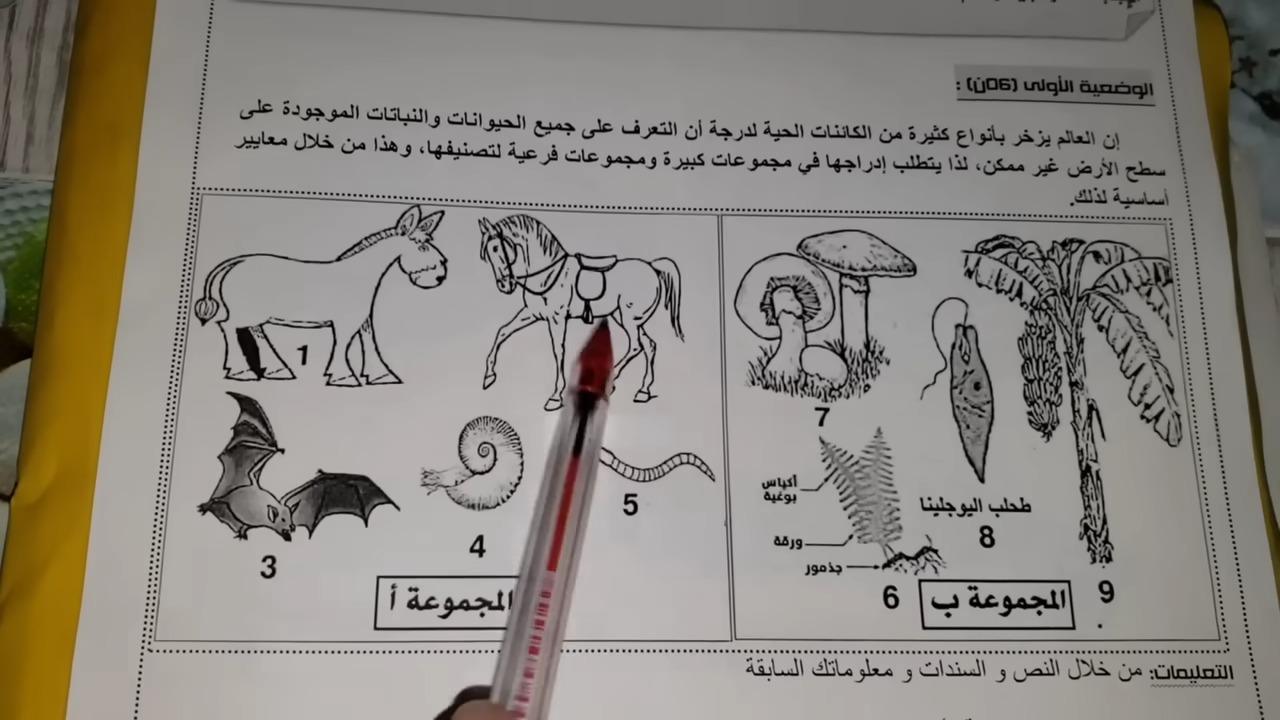 الوضعية الأولى (06ن) :
إن العالم يزخر بأنواع كثيرة من الكائنات الحية لدرجة أن التعرف على جميع الحيوانات والنباتات الموجودة على
سطح الأرض غير ممكن، لذا يتطلب إدراجها في مجموعات كبيرة ومجموعات فرعية لتصنيفها، وهذا من خلال معايير
أساسية لذلك.
1
3
4
5
المجموعة أ
7
أكياس
بوغية
ورقة
جذمور
6
طحلب اليوجلينا
8
9
المجموعة ب
التعليمات: من خلال النص و السندات و معلوماتك السابقة